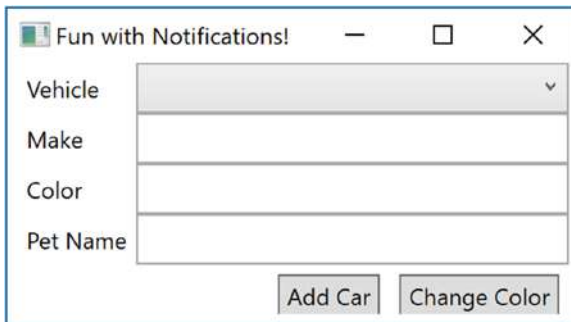 Fun with Notifications!
Vehicle
Make
Color
Pet Name
Add Car Change Color